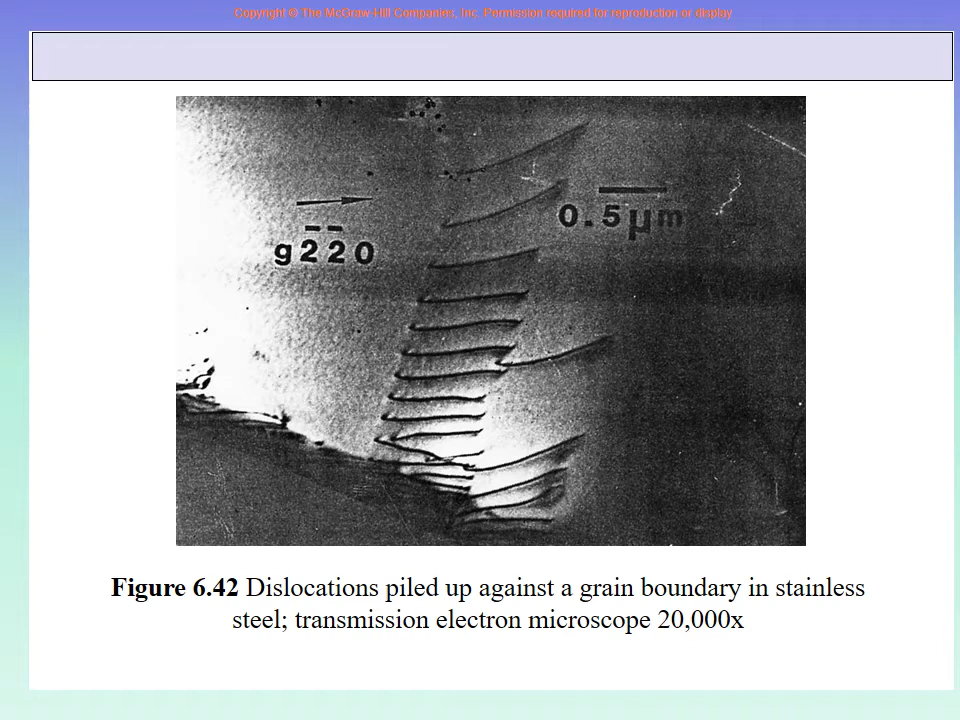 Copyright © The McGraw-Hill Companies, Inc. Permission required for reproduction or display
0.5μm
g2̅2̅0
Figure 6.42 Dislocations piled up against a grain boundary in stainless
steel; transmission electron microscope 20,000x